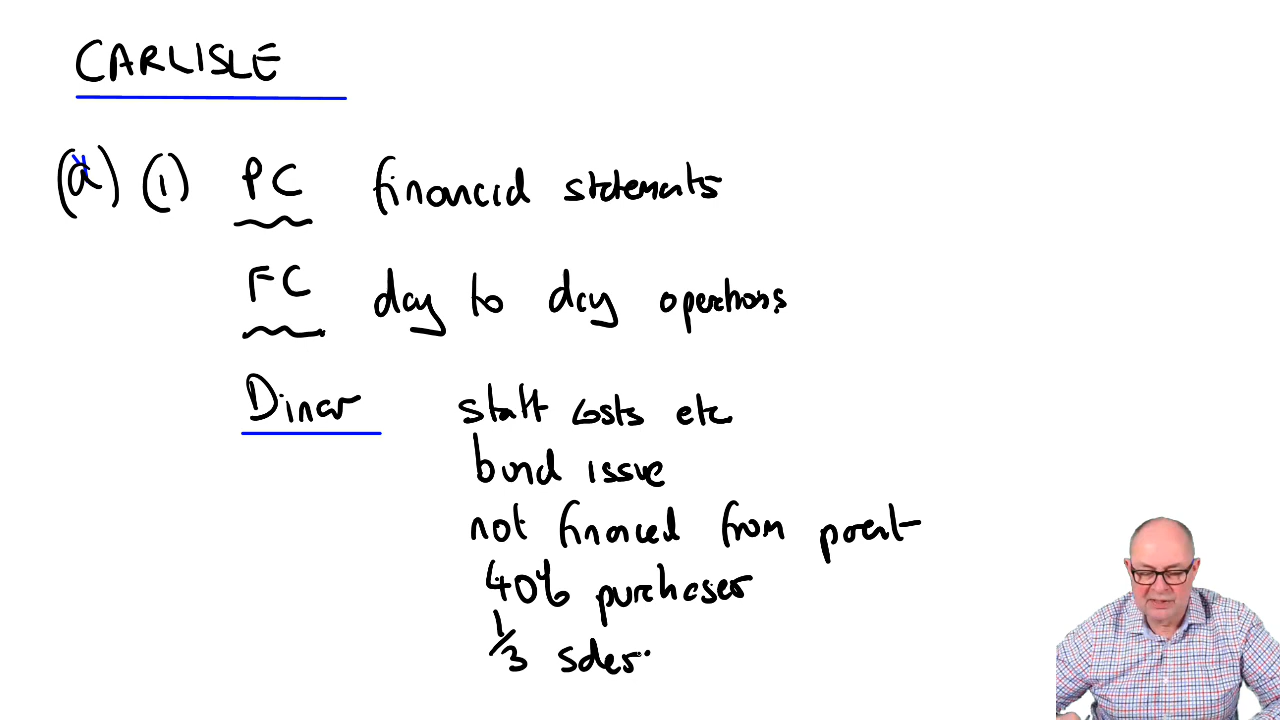 CARLISLE
(a) (i) PC financial statements
FC day to day operations
Dinar staff costs etc
bond issue
not financed from parent
40% purchases
1/3 sales